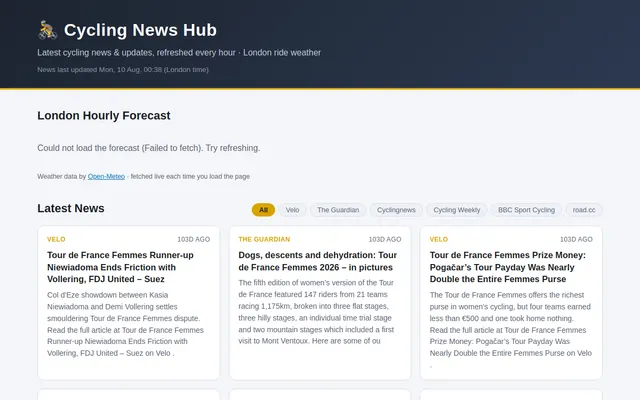 Cycling News Hub
Latest cycling news & updates, refreshed every hour · London ride weather
News last updated Mon, 10 Aug, 00:38 (London time)
London Hourly Forecast
Could not load the forecast (Failed to fetch). Try refreshing.
Weather data by Open-Meteo · fetched live each time you load the page
Latest News
All Velo The Guardian Cyclingnews Cycling Weekly BBC Sport Cycling road.cc
VELO 103D AGO
Tour de France Femmes Runner-up
Niewiadoma Ends Friction with
Vollering, FDJ United – Suez
Col d'Eze showdown between Kasia
Niewiadoma and Demi Vollering settles
smouldering Tour de Femmes dispute.
Read the full article at Tour de France Femmes
Runner-up Niewiadoma Ends Friction with
Vollering, FDJ United – Suez on Velo .
THE GUARDIAN 103D AGO
Dogs, descents and dehydration: Tour
de France Femmes 2026 – in pictures
The fifth edition of women's version of the Tour
de France featured 147 riders from 21 teams
racing 1,175km, broken into three flat stages,
three hilly stages, an individual time trial stage
and two mountain stages which included a first
visit to Mont Ventoux. Here are some of ou
VELO 103D AGO
Tour de France Femmes Prize Money:
Pogačar's Tour Payday Was Nearly
Double the Entire Femmes Purse
The Tour de France Femmes offers the richest
purse in women's cycling, but four teams earned
less than €500 and one took home nothing.
Read the full article at Tour de France Femmes
Prize Money: Pogačar's Tour Payday Was
Nearly Double the Entire Femmes Purse on Velo
.